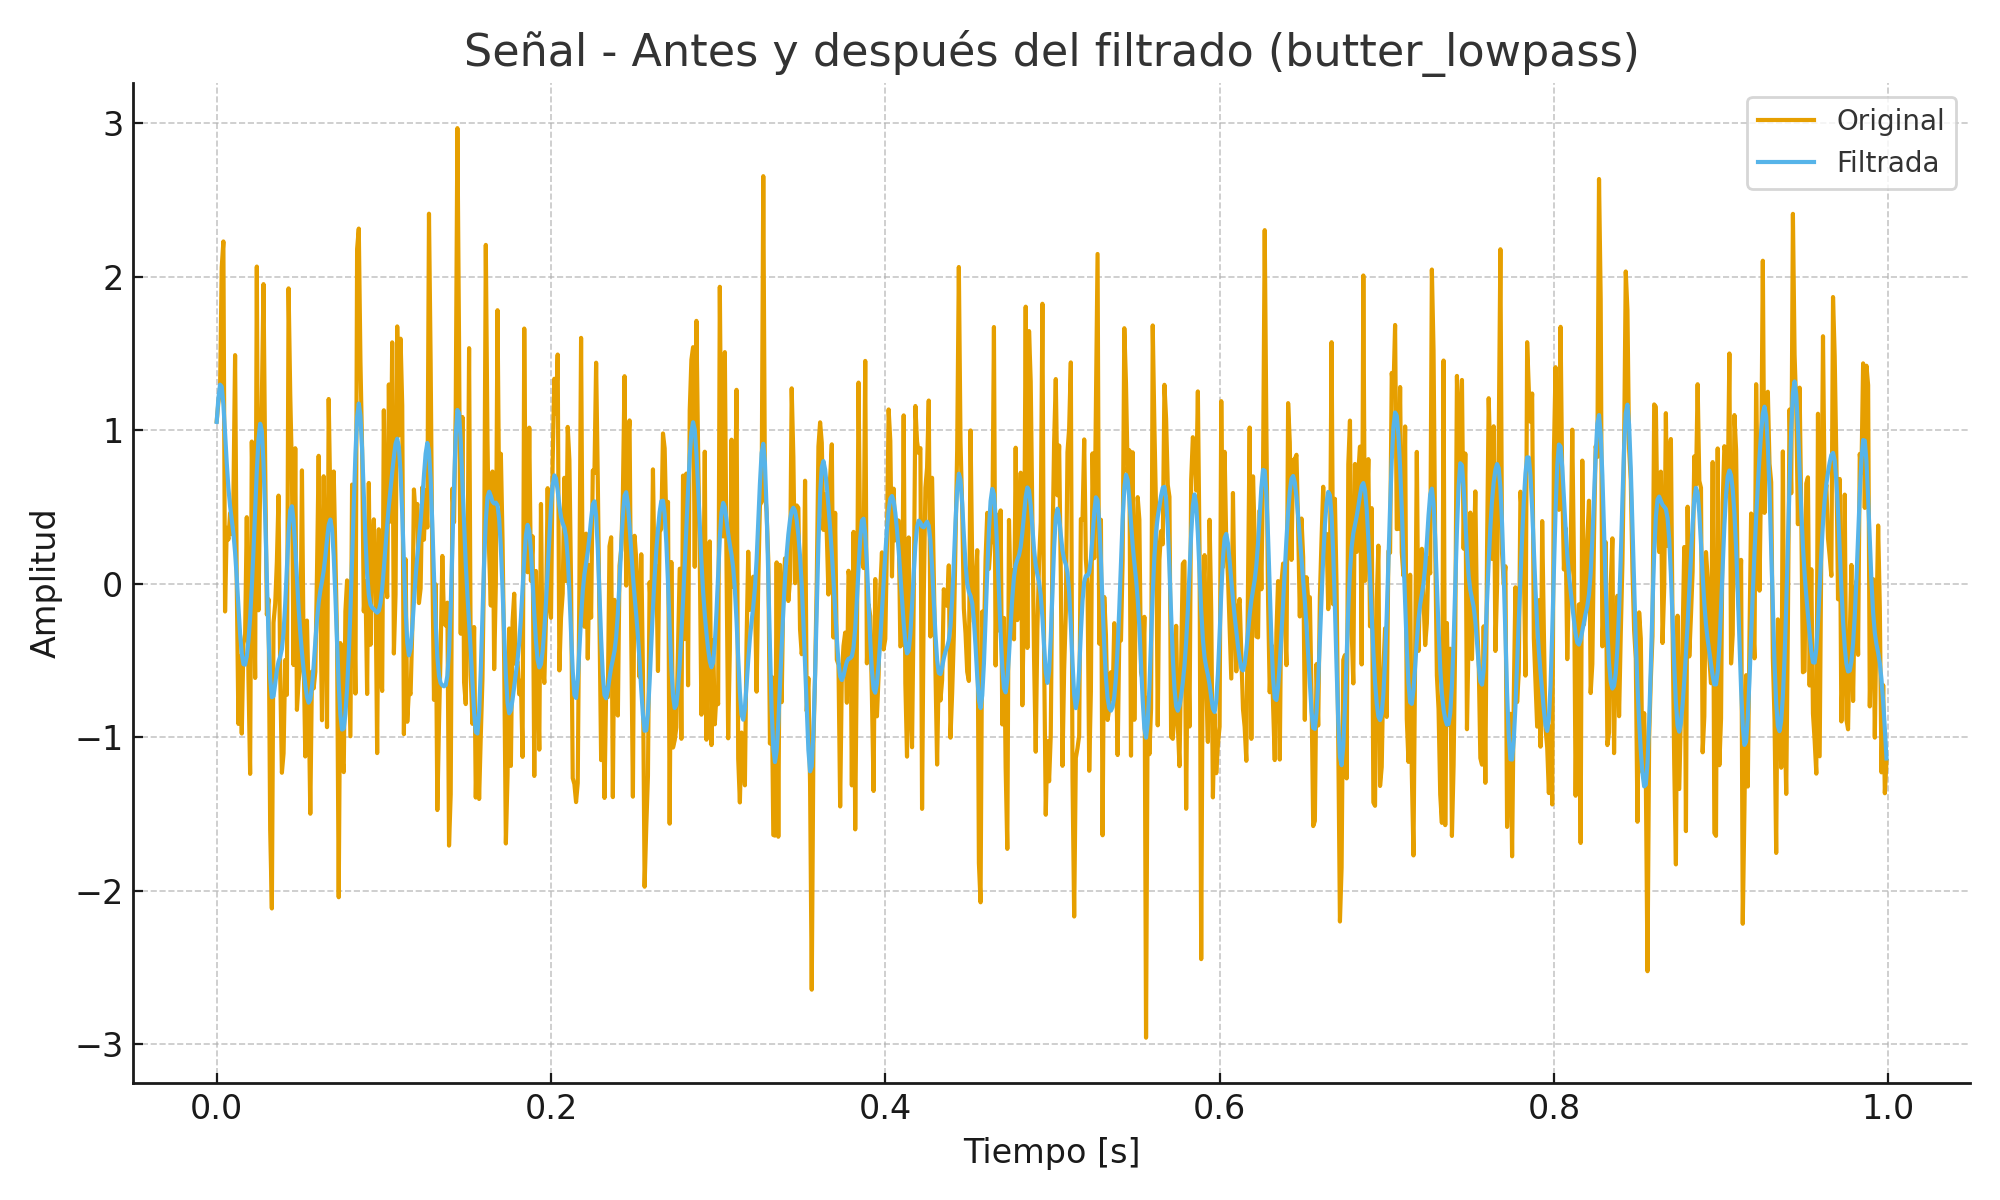 Señal - Antes y después del filtrado (butter_lowpass)
Original
Filtrada
Amplitud
3
2
1
0
−1
−2
−3
0.0 0.2 0.4 0.6 0.8 1.0
Tiempo [s]